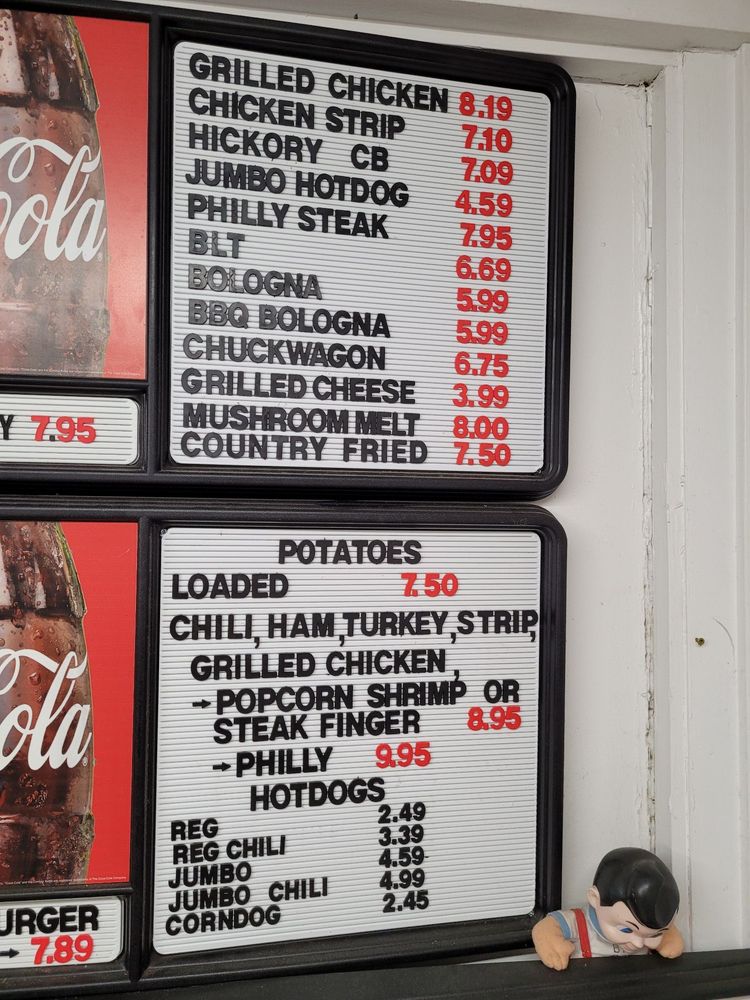 GRILLED CHICKEN 8.19
CHICKEN STRIP 7.10
HICKORY CB 7.09
JUMBO HOTDOG 4.59
PHILLY STEAK 7.95
BLT 6.69
BOLOGNA 5.99
BBQ BOLOGNA 5.99
CHUCKWAGON 6.75
GRILLED CHEESE 3.99
MUSHROOM MELT 8.00
COUNTRY FRIED 7.50
Cola
Y 7.95
POTATOES
LOADED 7.50
CHILI, HAM, TURKEY, STRIP,
GRILLED CHICKEN,
→POPCORN SHRIMP OR
STEAK FINGER 8.95
→PHILLY 9.95
HOTDOGS
REG 2.49
REG CHILI 3.39
JUMBO 4.59
JUMBO CHILI 4.99
CORNDOG 2.45
Cola
URGER
→ 7.89